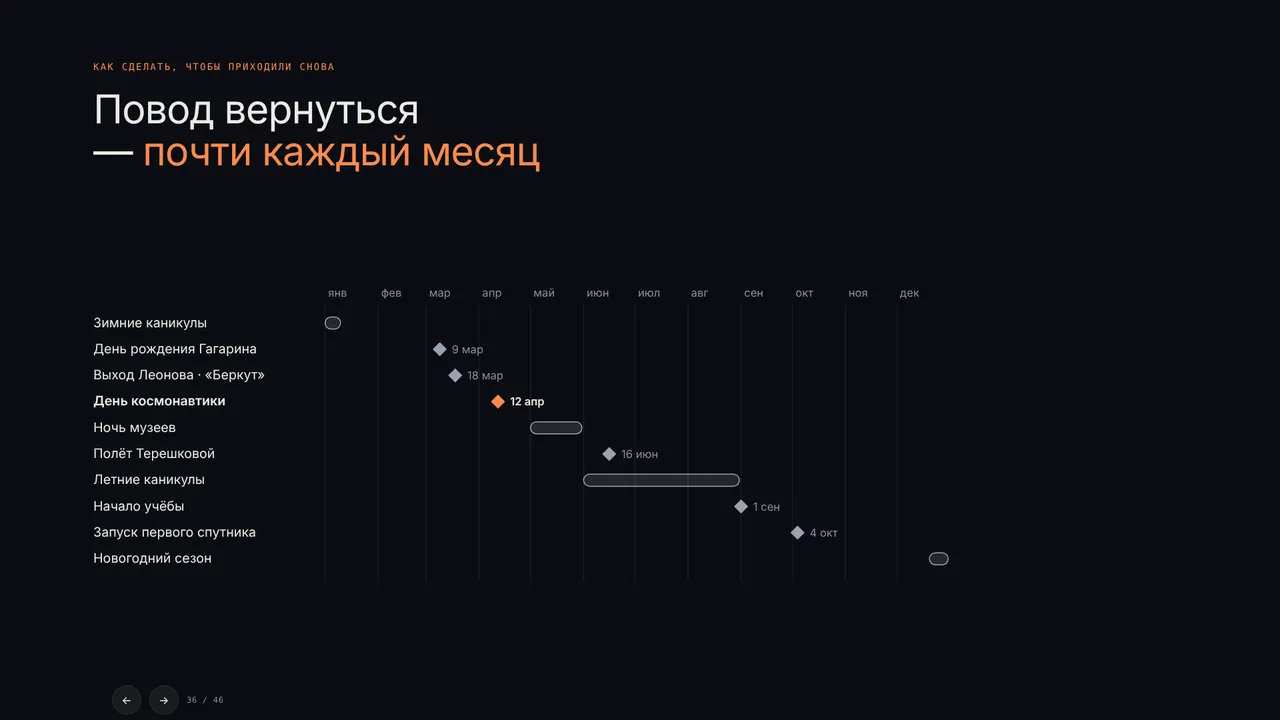 КАК СДЕЛАТЬ, ЧТОБЫ ПРИХОДИЛИ СНОВА
Повод вернуться
— почти каждый месяц
янв фев мар апр май июн июл авг сен окт ноя дек
Зимние каникулы
День рождения Гагарина 9 мар
Выход Леонова · «Беркут» 18 мар
День космонавтики 12 апр
Ночь музеев
Полёт Терешковой 16 июн
Летние каникулы
Начало учёбы 1 сен
Запуск первого спутника 4 окт
Новогодний сезон
← → 36 / 46